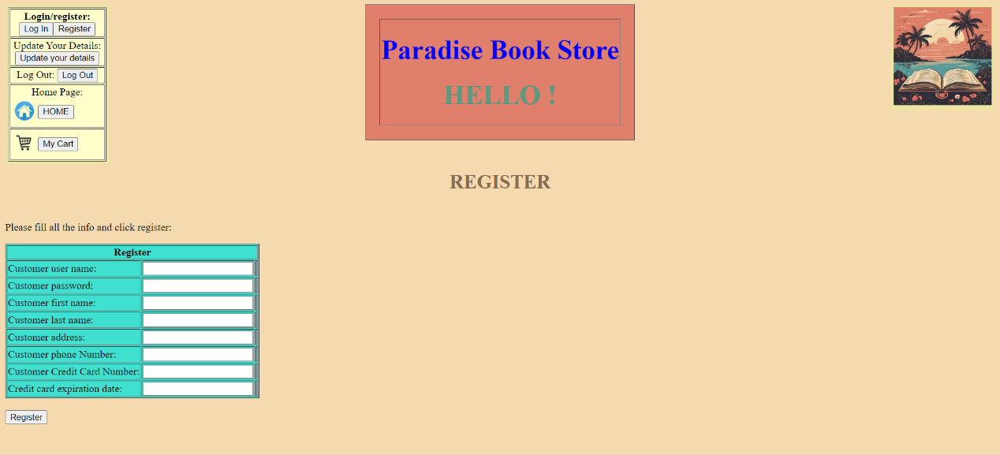 Login/register:
Log In Register
Update Your Details:
Update your details
Log Out: Log Out
Home Page:
HOME
My Cart
Paradise Book Store
HELLO !
REGISTER
Please fill all the info and click register:
Register
Customer user name:
Customer password:
Customer first name:
Customer last name:
Customer address:
Customer phone Number:
Customer Credit Card Number:
Credit card expiration date:
Register